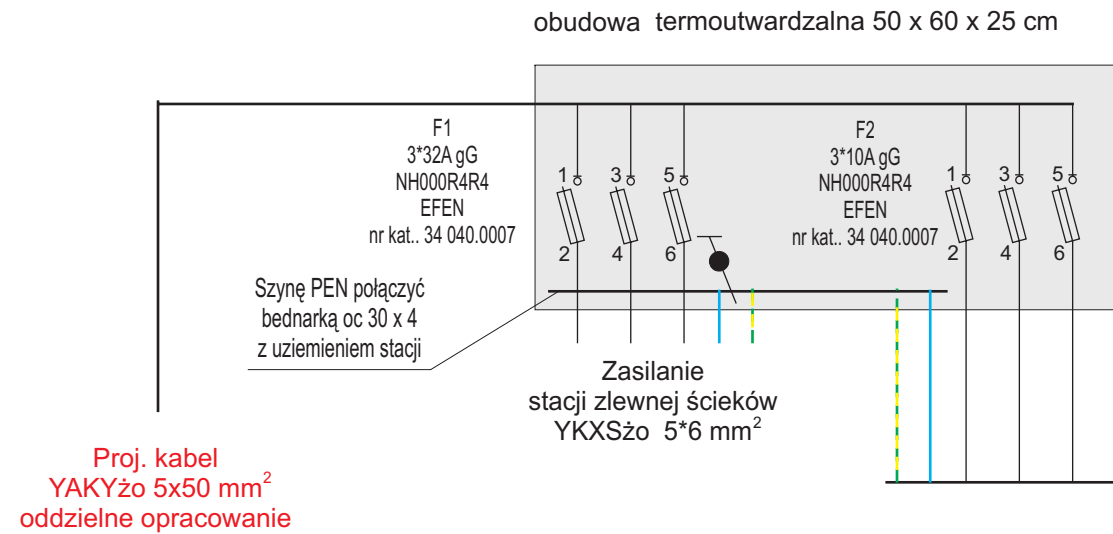 obudowa termoutwardzalna 50 x 60 x 25 cm
F1
3*32A gG
NH000R4R4
EFEN
nr kat.. 34 040.0007
1 3 5
2 4 6
F2
3*10A gG
NH000R4R4
EFEN
nr kat.. 34 040.0007
1 3 5
2 4 6
Szynę PEN połączyć
bednarką oc 30 x 4
z uziemieniem stacji
Zasilanie
stacji zlewnej ścieków
YKXSżo 5*6 mm²
Proj. kabel
YAKYżo 5x50 mm²
oddzielne opracowanie